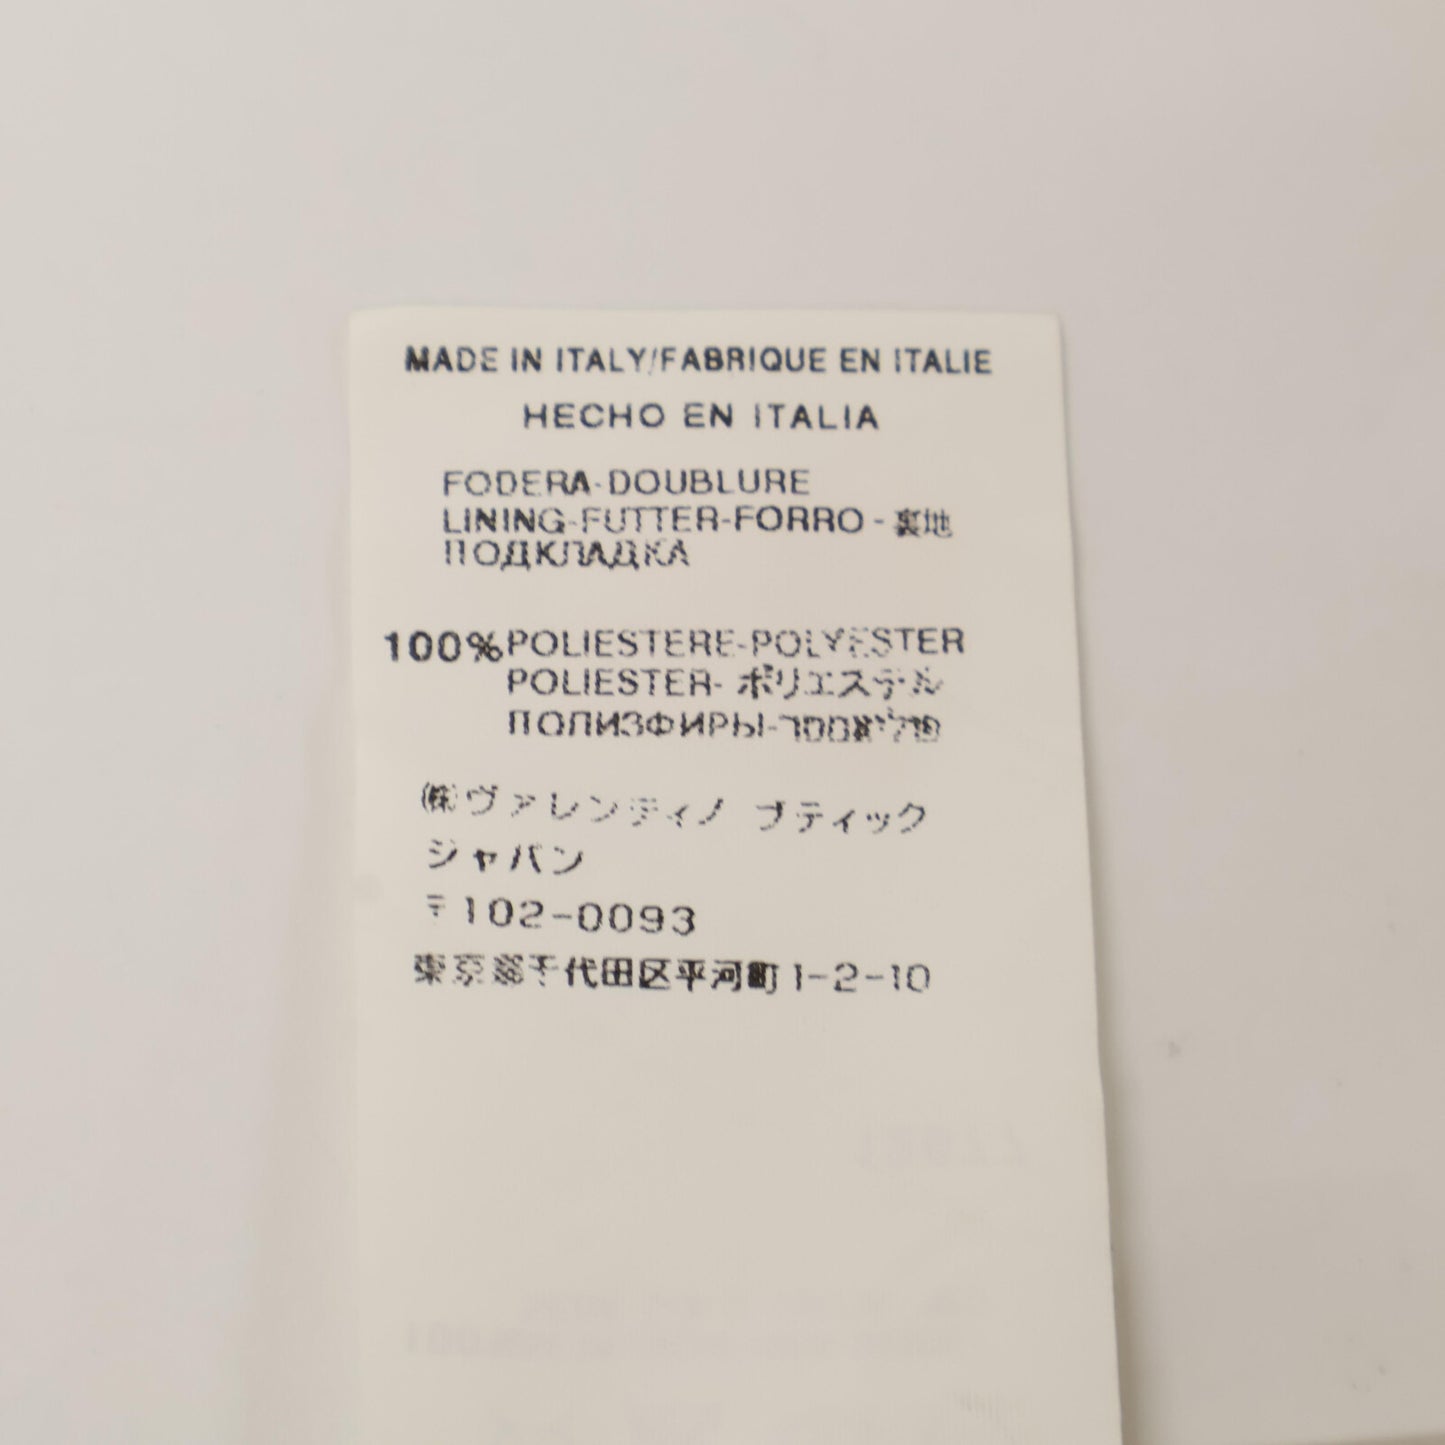 MADE IN ITALY/FABRIQUE EN ITALIE
HECHO EN ITALIA
FODERA-DOUBLURE
LINING-FUTTER-FORRO - 裏地
ПОДКЛАДКА
100% POLIESTERE-POLYESTER
POLIESTER- ポリエステル
ПОЛИЭФИРЫ-פוליאסטר
㈱ヴァレンティノ ブティック
ジャパン
〒102-0093
東京都千代田区平河町1-2-10